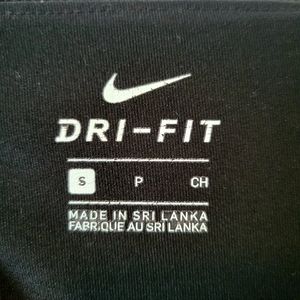 DRI-FIT
S P CH
MADE IN SRI LANKA
FABRIQUE AU SRI LANKA